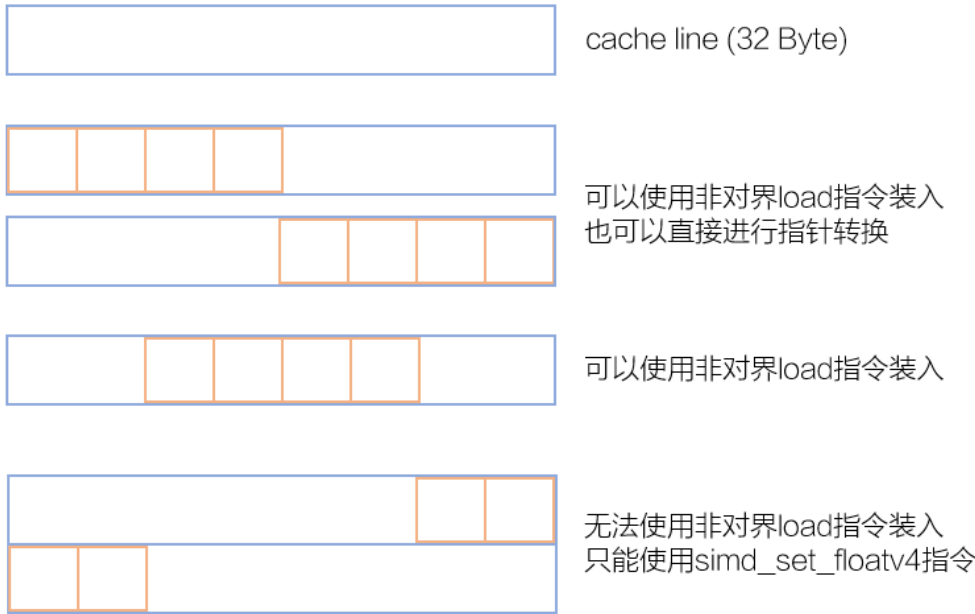 cache line (32 Byte)
可以使用非对界load指令装入
也可以直接进行指针转换
可以使用非对界load指令装入
无法使用非对界load指令装入
只能使用simd_set_floatv4指令